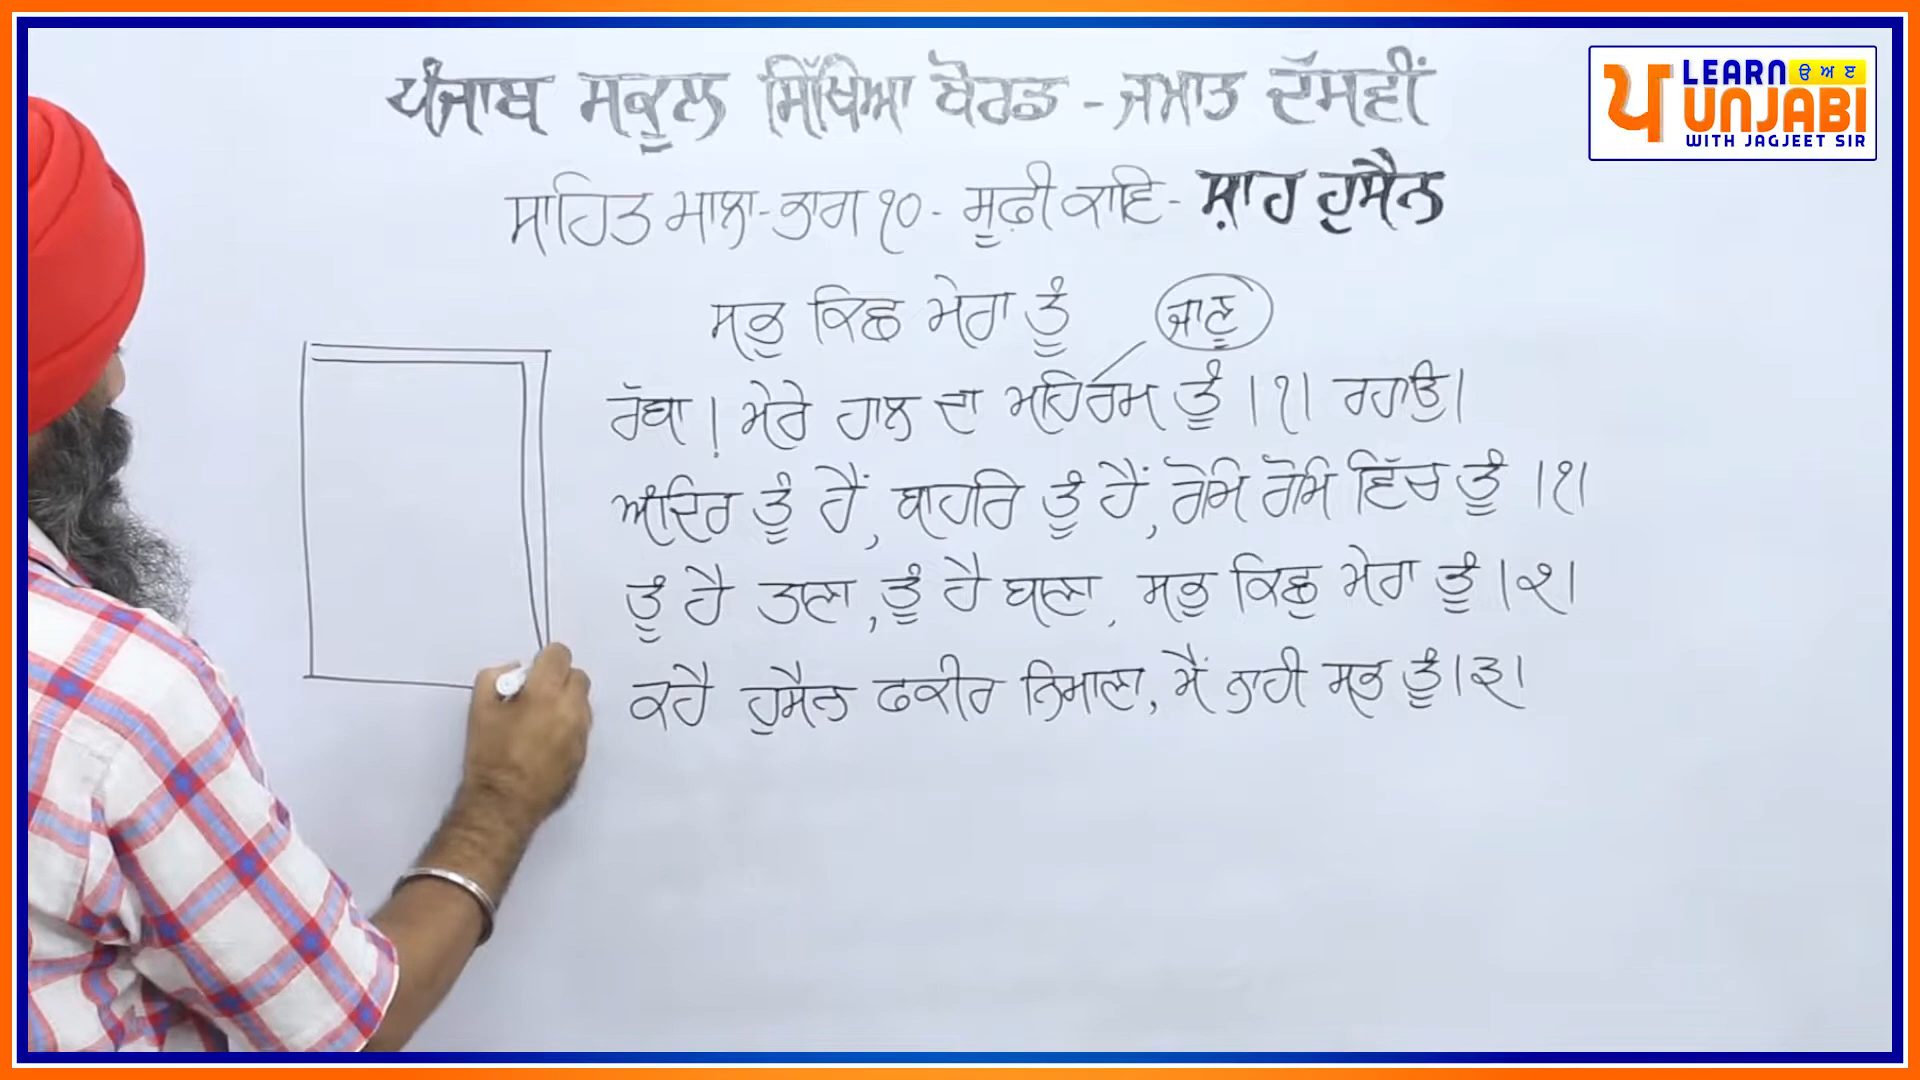 ਪੰਜਾਬ ਸਕੂਲ ਸਿੱਖਿਆ ਬੋਰਡ - ਜਮਾਤ ਦੱਸਵੀਂ
ਸਾਹਿਤ ਮਾਲਾ - ਭਾਗ ੧੦ - ਸੂਫ਼ੀ ਕਾਵਿ - ਸ਼ਾਹ ਹੁਸੈਨ
ਸਭੁ ਕਿਛ ਮੇਰਾ ਤੂੰ
ਜਾਣੂ
ਰੱਬਾ ! ਮੇਰੇ ਹਾਲ ਦਾ ਮਹਿਰਮ ਤੂੰ ।੧। ਰਹਾਉ।
ਅੰਦਿਰ ਤੂੰ ਹੈਂ, ਬਾਹਰਿ ਤੂੰ ਹੈਂ, ਰੋਮਿ ਰੋਮਿ ਵਿੱਚ ਤੂੰ ।੧।
ਤੂੰ ਹੈ ਤਾਣਾ, ਤੂੰ ਹੈ ਬਾਣਾ, ਸਭੁ ਕਿਛੁ ਮੇਰਾ ਤੂੰ ।੨।
ਕਹੈ ਹੁਸੈਨ ਫਕੀਰ ਨਿਮਾਣਾ, ਮੈਂ ਨਾਹੀ ਸਭ ਤੂੰ ।੩।
ਪ LEARN ੳ ਅ ੲ
PUNJABI
WITH JAGJEET SIR